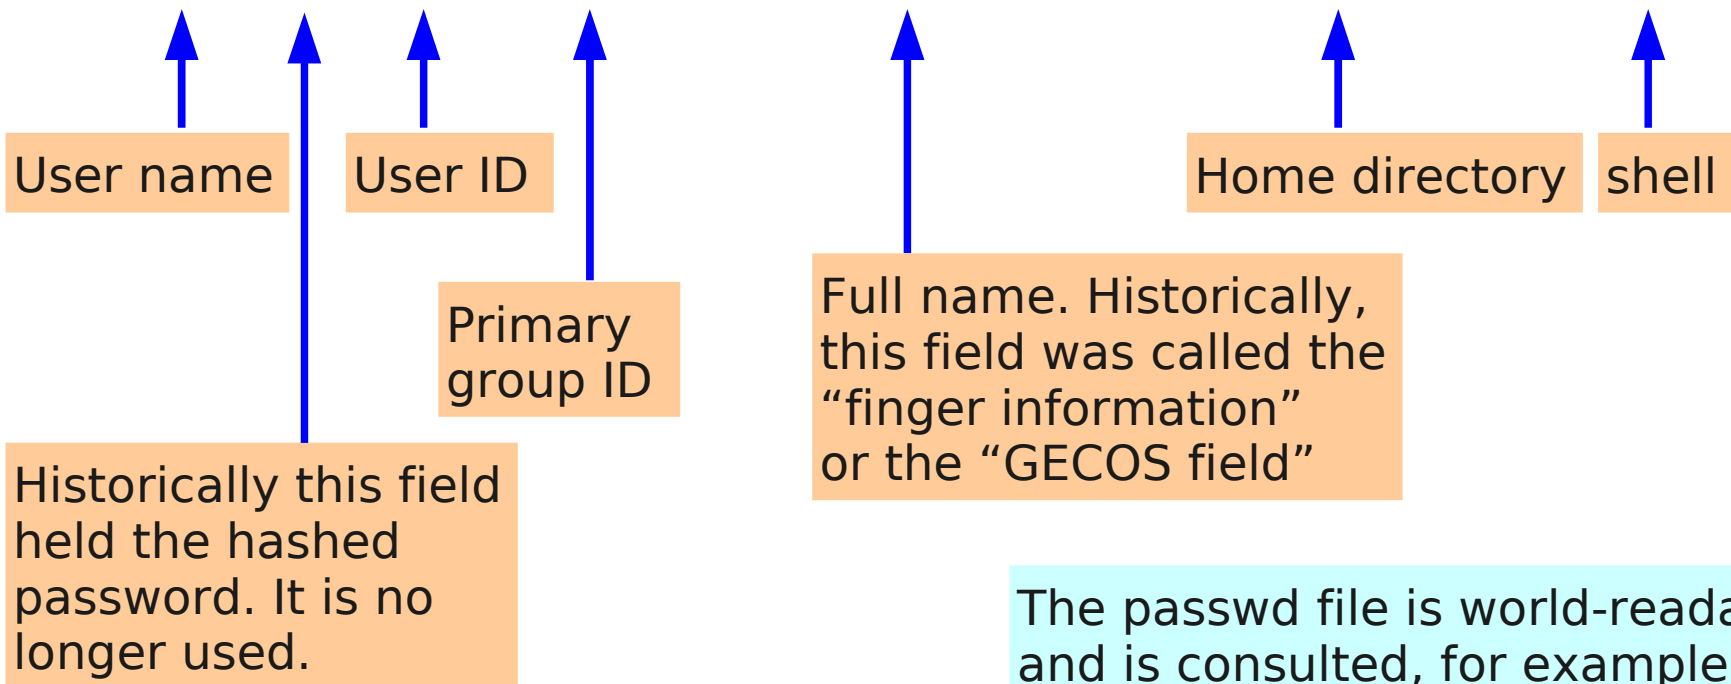 User name
User ID
Home directory
shell
Primary
group ID
Full name. Historically,
this field was called the
“finger information”
or the “GECOS field”
Historically this field
held the hashed
password. It is no
longer used.
The passwd file is
and is consulted, for example